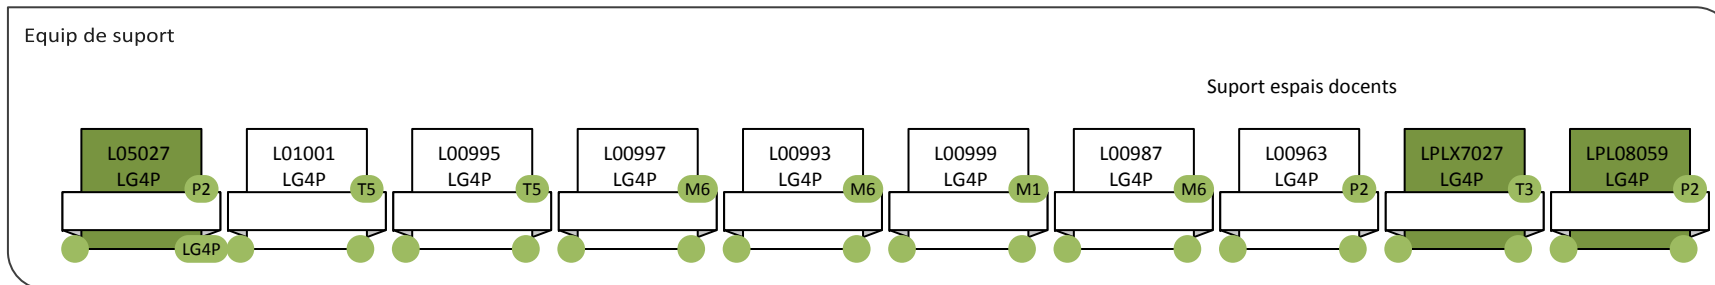 Equip de suport
Suport espais docents
L05027
LG4P
P2
LG4P
L01001
LG4P
T5
L00995
LG4P
T5
L00997
LG4P
M6
L00993
LG4P
M6
L00999
LG4P
M1
L00987
LG4P
M6
L00963
LG4P
P2
LPLX7027
LG4P
T3
LPL08059
LG4P
P2